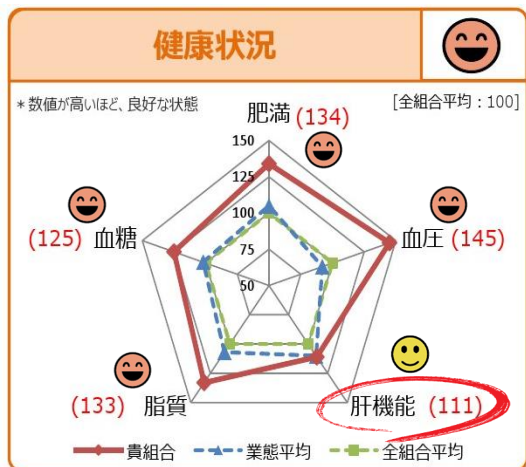 健康状況
*数値が高いほど、良好な状態
[全組合平均:100]
肥満 (134)
150
125
100
75
50
(125) 血糖
血圧 (145)
(133) 脂質
肝機能 (111)
貴組合 業態平均 全組合平均